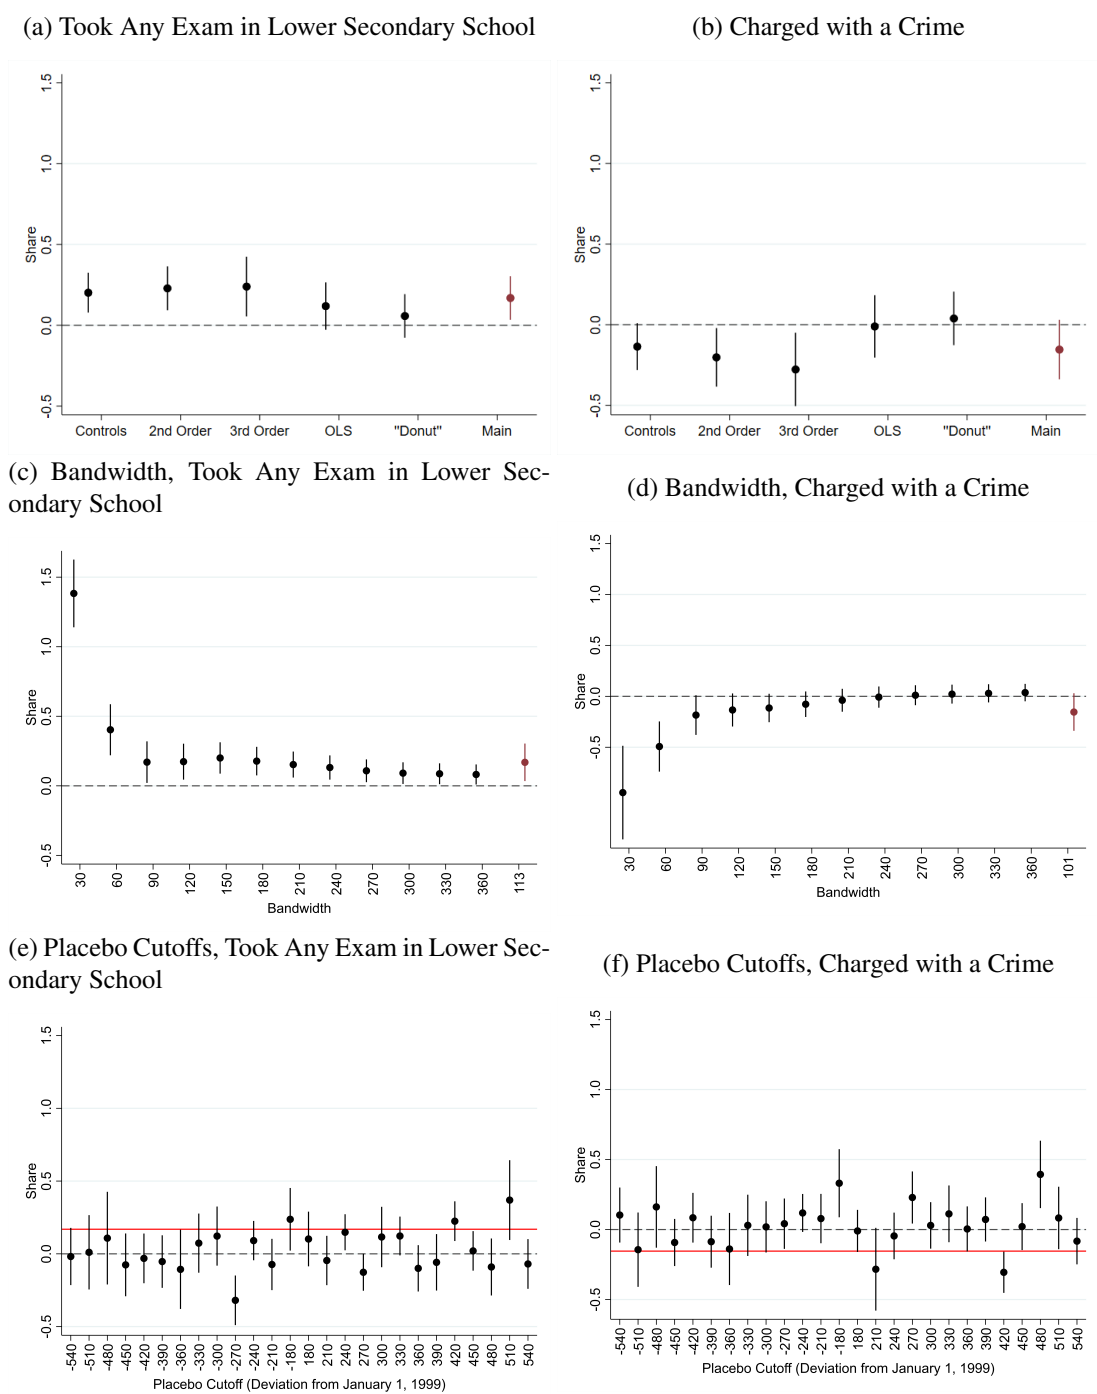 (a) Took Any Exam in Lower Secondary School
(b) Charged with a Crime
1.5
1.0
0.5
0.0
-0.5
Share
Controls 2nd Order 3rd Order OLS "Donut" Main
1.5
1.0
0.5
0.0
-0.5
Share
Controls 2nd Order 3rd Order OLS "Donut" Main
(c) Bandwidth, Took Any Exam in Lower Sec-
ondary School
(d) Bandwidth, Charged with a Crime
1.5
1.0
0.5
0.0
-0.5
Share
30 60 90 120 150 180 210 240 270 300 330 360 113
Bandwidth
1.5
1.0
0.5
0.0
-0.5
Share
30 60 90 120 150 180 210 240 270 300 330 360 101
Bandwidth
(e) Placebo Cutoffs, Took Any Exam in Lower Sec-
ondary School
(f) Placebo Cutoffs, Charged with a Crime
1.5
1.0
0.5
0.0
-0.5
Share
-540 -510 -480 -450 -420 -390 -360 -330 -300 -270 -240 -210 -180 180 210 240 270 300 330 360 390 420 450 480 510 540
Placebo Cutoff (Deviation from January 1, 1999)
1.5
1.0
0.5
0.0
-0.5
Share
-540 -510 -480 -450 -420 -390 -360 -330 -300 -270 -240 -210 -180 180 210 240 270 300 330 360 390 420 450 480 510 540
Placebo Cutoff (Deviation from January 1, 1999)